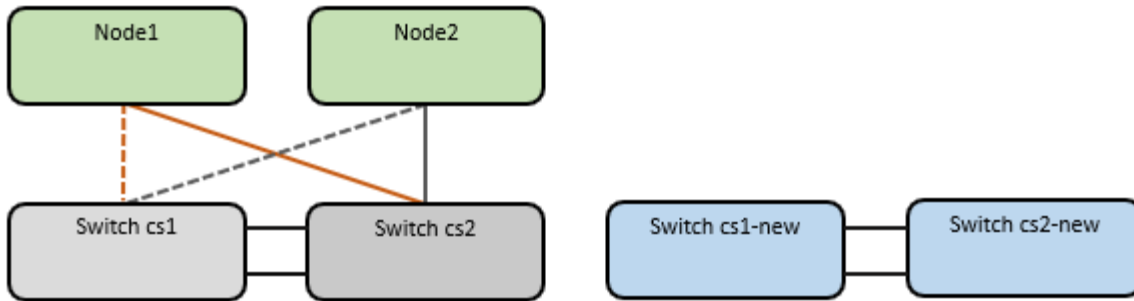 Node1
Node2
Switch cs1
Switch cs2
Switch cs1-new
Switch cs2-new